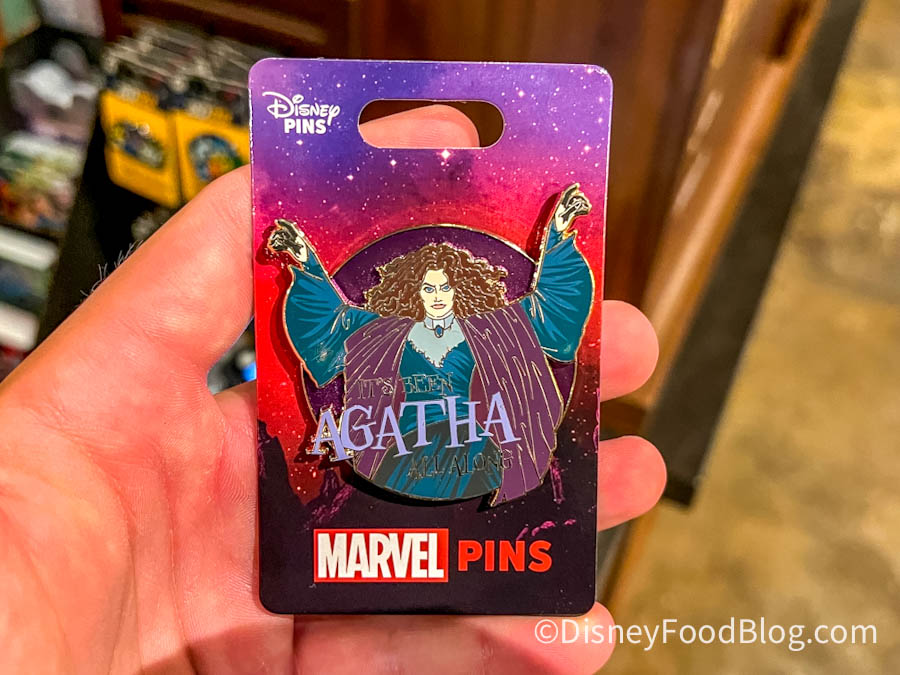 Disney
PINS
IT'S BEEN
AGATHA
ALL ALONG
MARVEL PINS
©DisneyFoodBlog.com